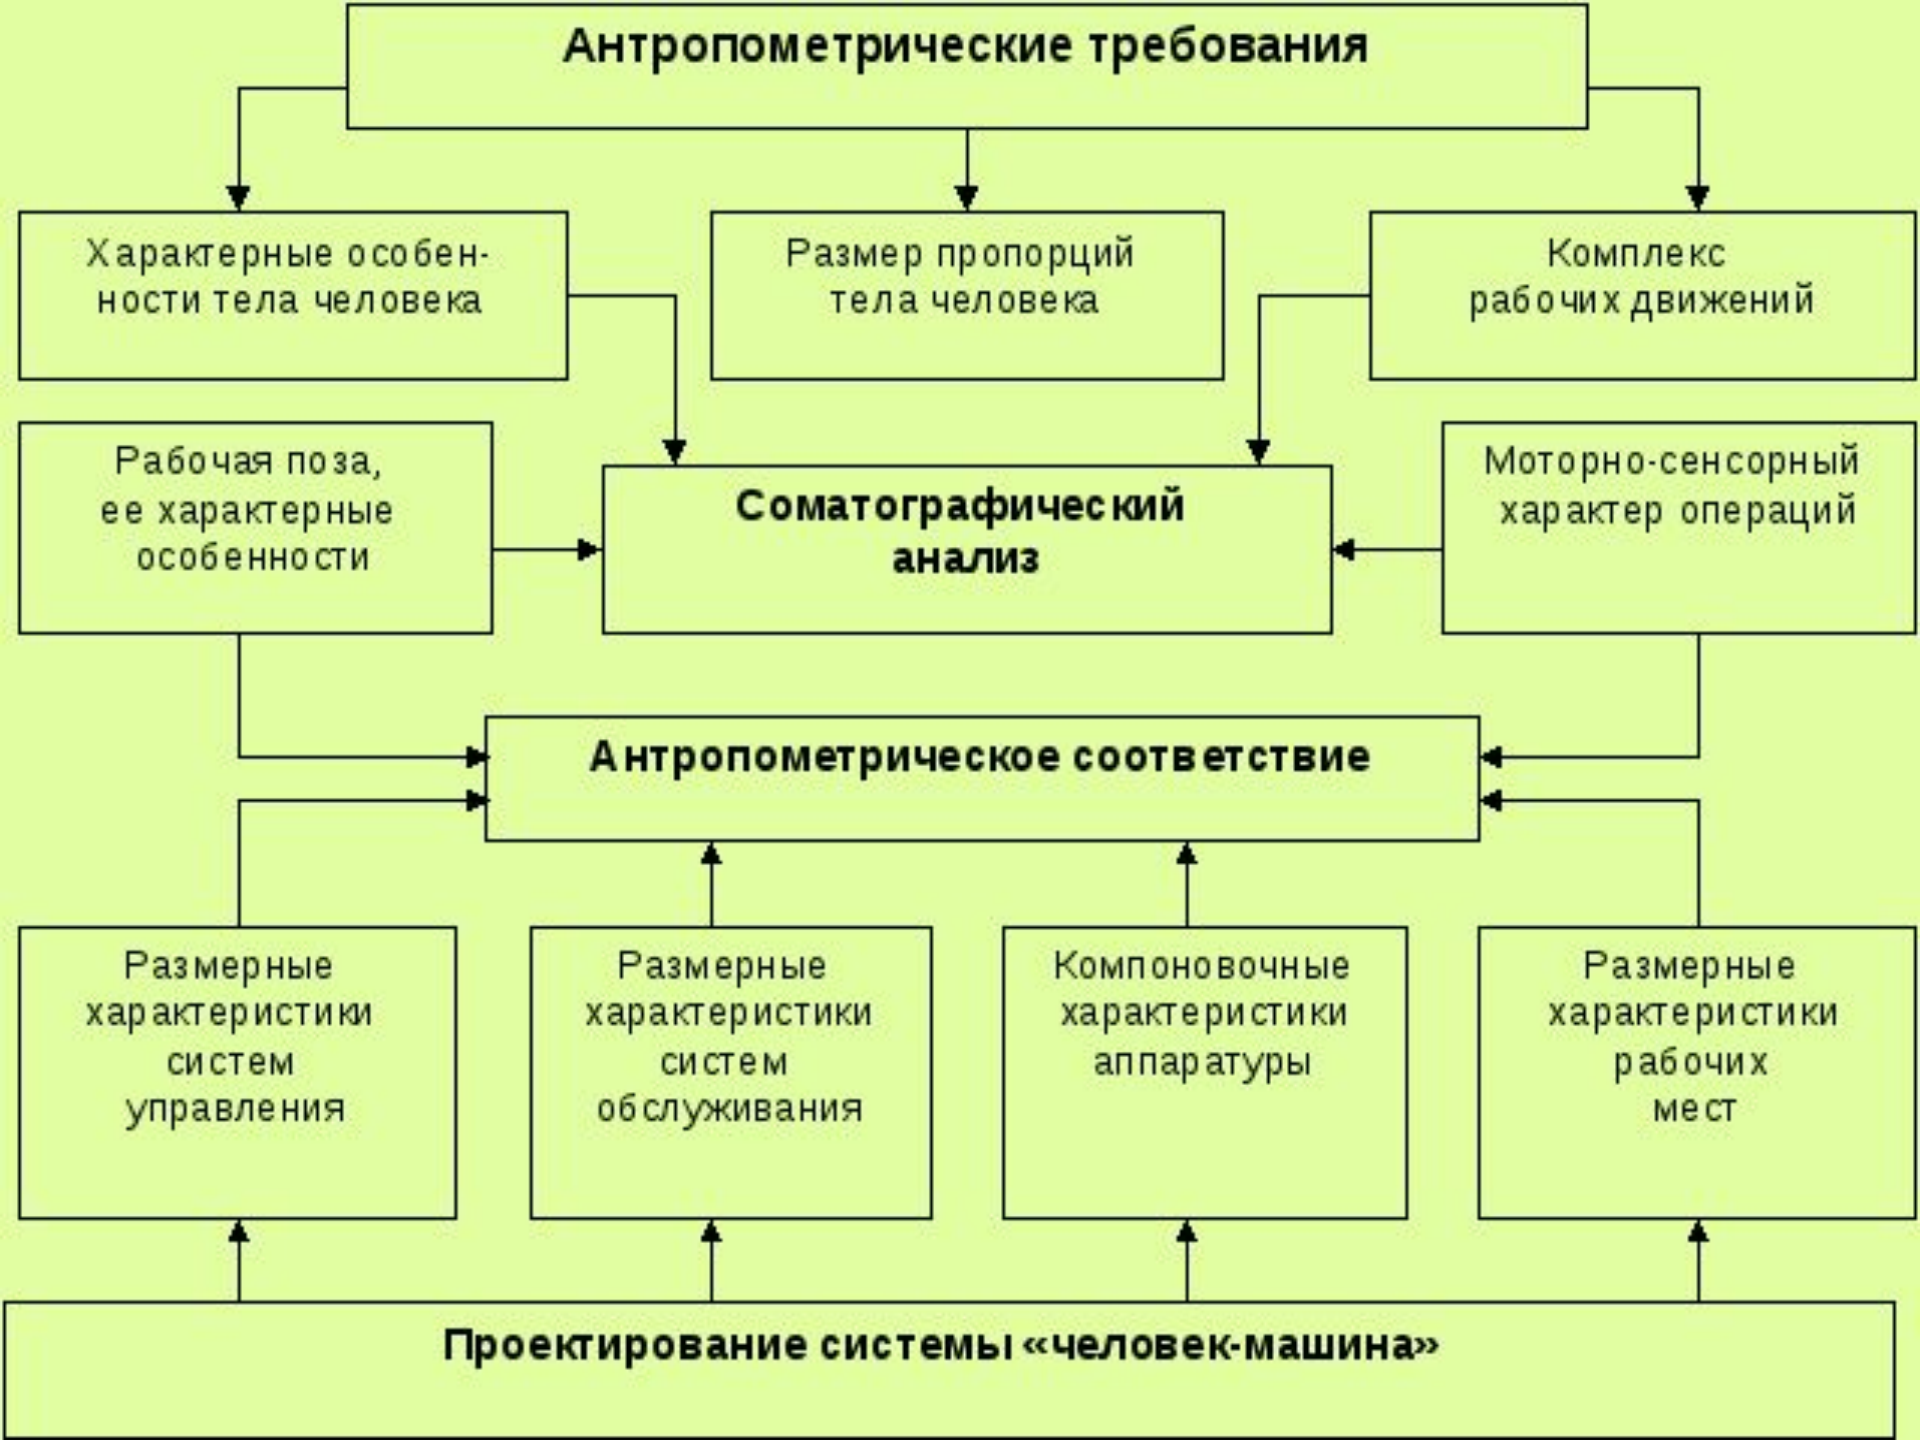 Антропометрические требования
Характерные особен-
ности тела человека
Размер пропорций
тела человека
Комплекс
рабочих движений
Рабочая поза,
ее характерные
особенности
Соматографический
анализ
Моторно-сенсорный
характер операций
Антропометрическое соответствие
Размерные
характеристики
систем
управления
Размерные
характеристики
систем
обслуживания
Компоновочные
характеристики
аппаратуры
Размерные
характеристики
рабочих
мест
Проектирование системы «человек-машина»